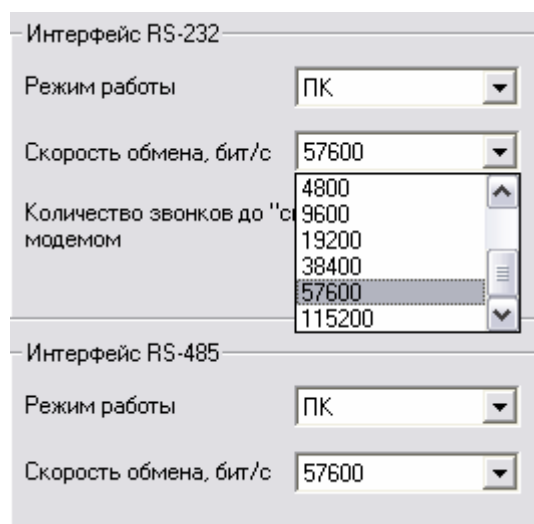 Интерфейс RS-232
Режим работы ПК
Скорость обмена, бит/с 57600
4800
Количество звонков до 9600
модемом 19200
38400
57600
115200
Интерфейс RS-485
Режим работы ПК
Скорость обмена, бит/с 57600